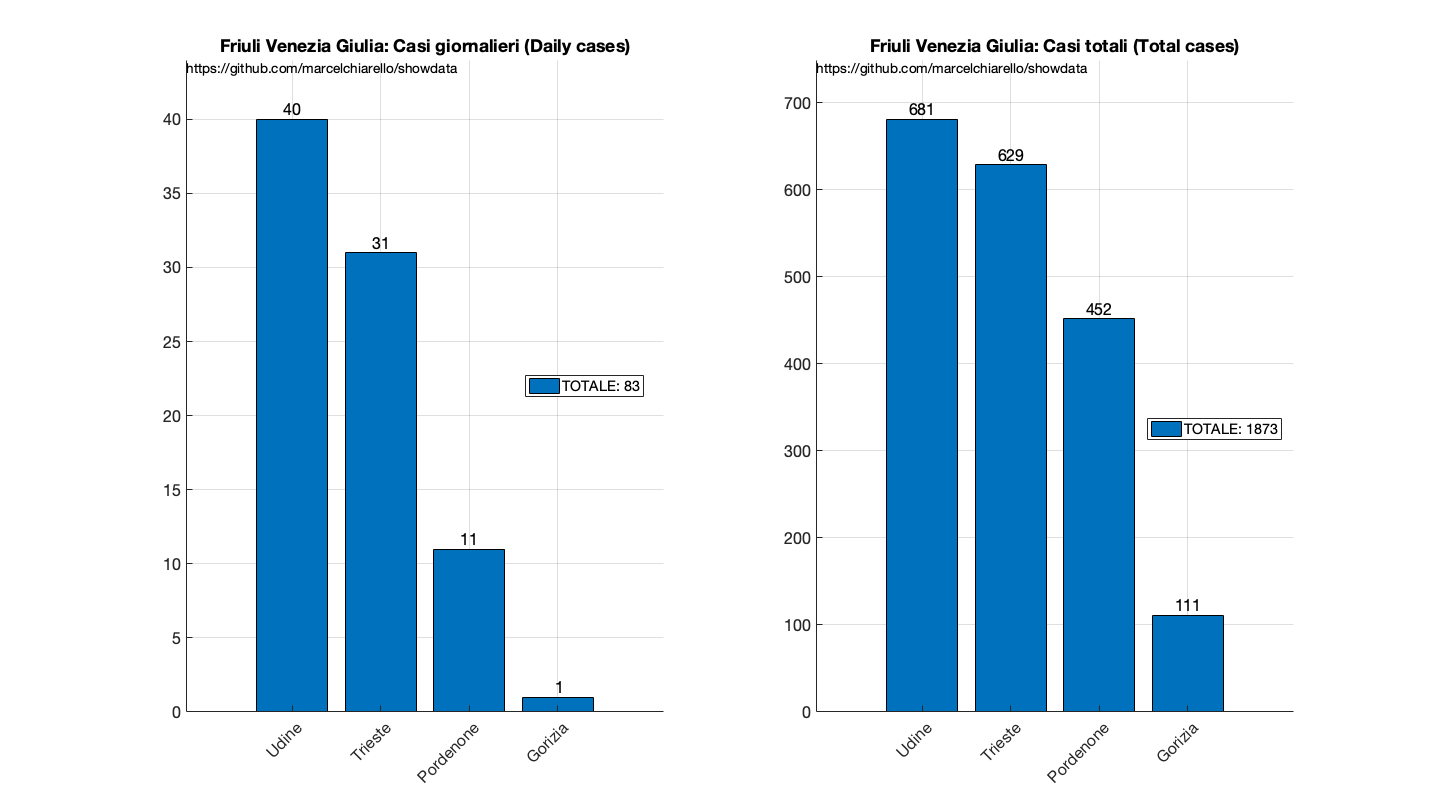 Friuli Venezia Giulia: Casi giornalieri (Daily cases)
https://github.com/marcelchiarello/showdata
40
35
30
25
20
15
10
5
0
40
31
11
1
TOTALE: 83
Udine
Trieste
Pordenone
Gorizia
Friuli Venezia Giulia: Casi totali (Total cases)
https://github.com/marcelchiarello/showdata
700
600
500
400
300
200
100
0
681
629
452
111
TOTALE: 1873
Udine
Trieste
Pordenone
Gorizia